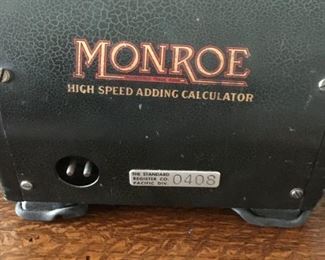 MONROE
HIGH SPEED ADDING CALCULATOR
THE STANDARD
REGISTER CO.
PACIFIC DIV.
0408